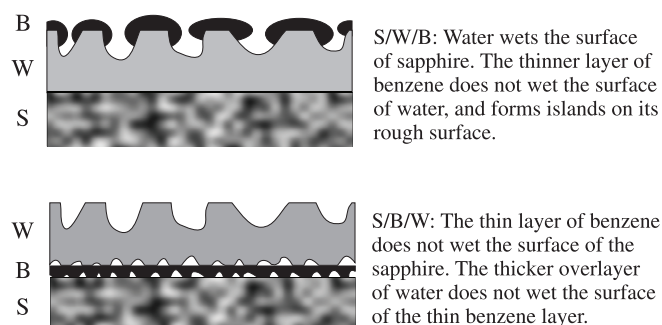 B
W
S
S/W/B: Water wets the surface
of sapphire. The thinner layer of
benzene does not wet the surface
of water, and forms islands on its
rough surface.
W
B
S
S/B/W: The thin layer of benzene
does not wet the surface of the
sapphire. The thicker overlayer
of water does not wet the surface
of the thin benzene layer.